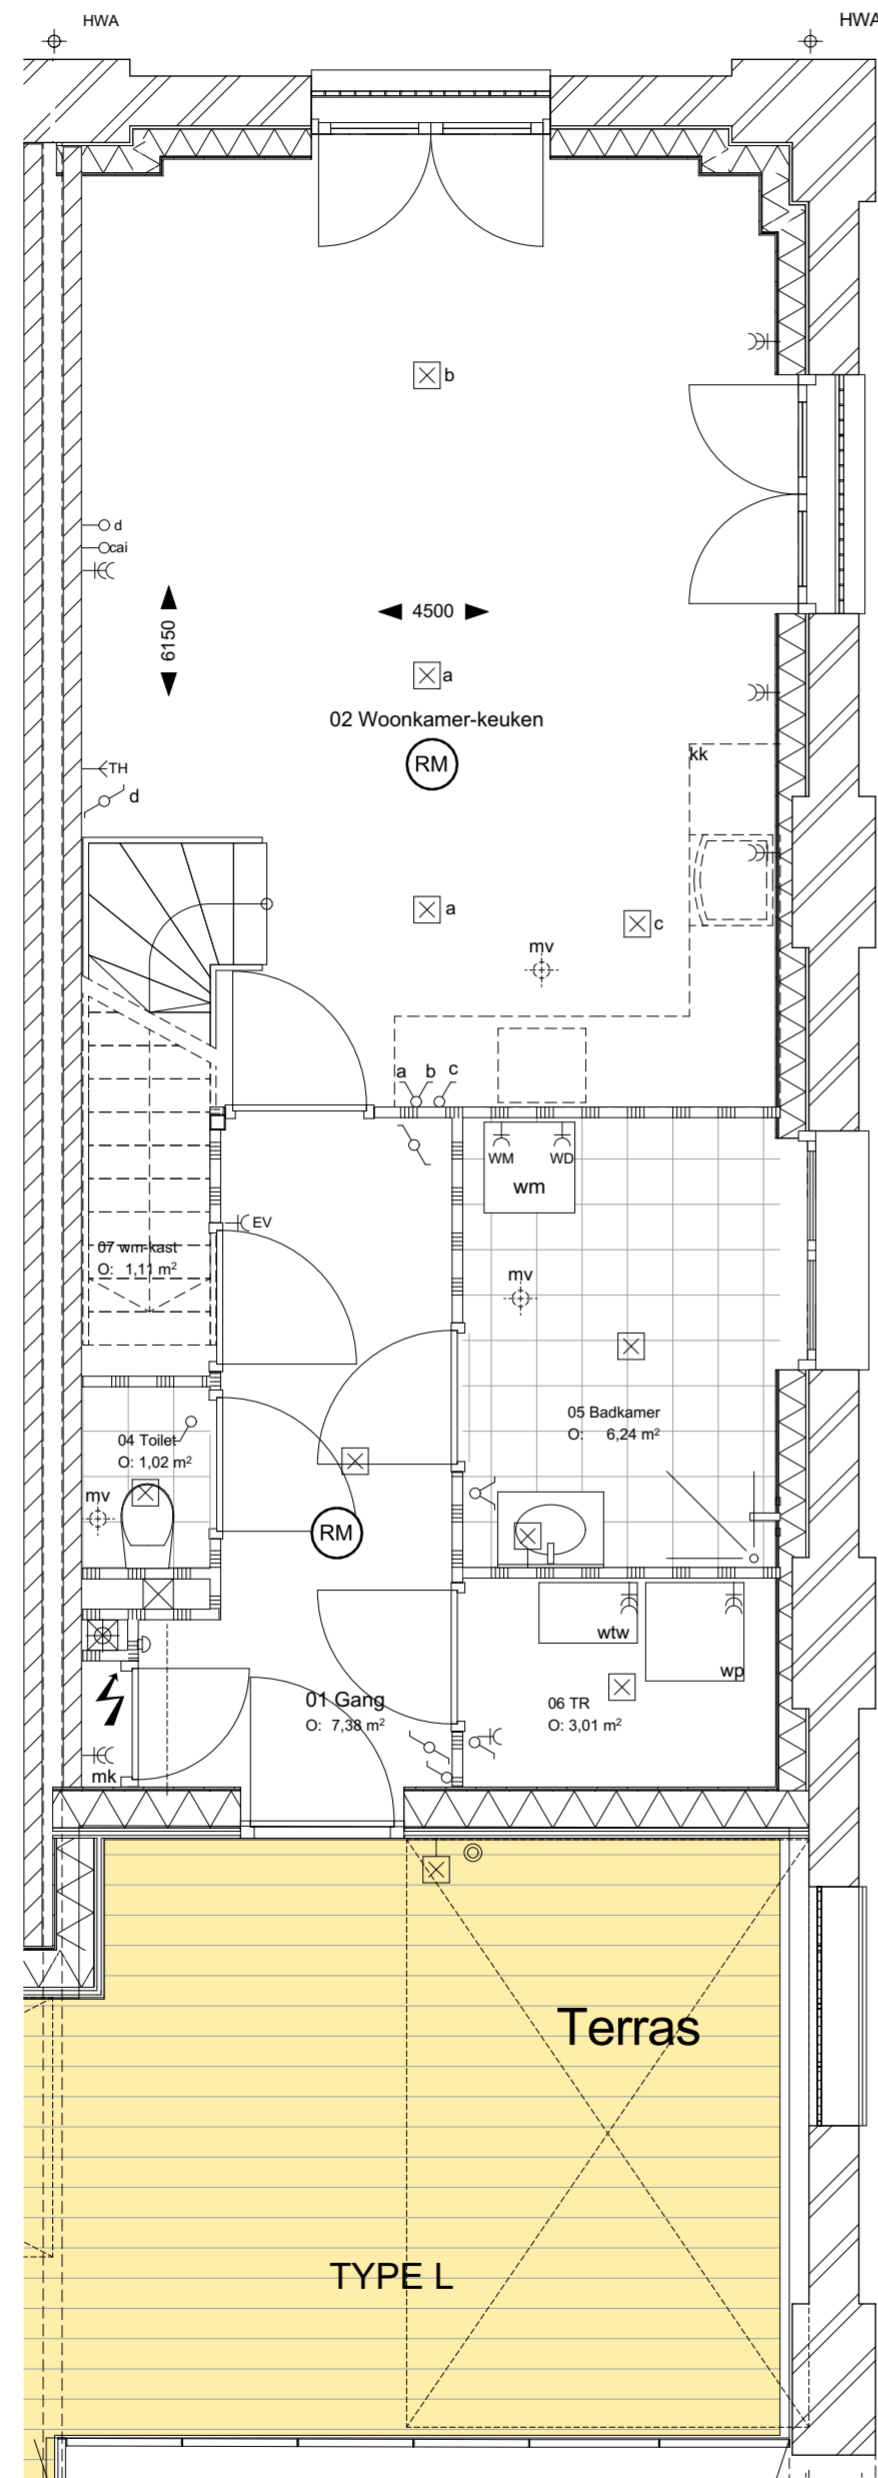 HWA
HWA
b
d
cai
4500
6150
a
02 Woonkamer-keuken
RM
kk
TH
d
a
c
mv
a b c
WM WD
wm
EV
07 wm-kast
O: 1,11 m²
mv
05 Badkamer
O: 6,24 m²
04 Toilet
O: 1,02 m²
mv
RM
wtw
wp
01 Gang
O: 7,38 m²
06 TR
O: 3,01 m²
mk
Terras
TYPE L